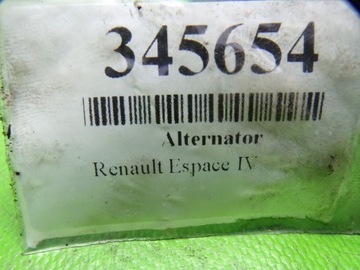 345654
Alternator
Renault Espace IV